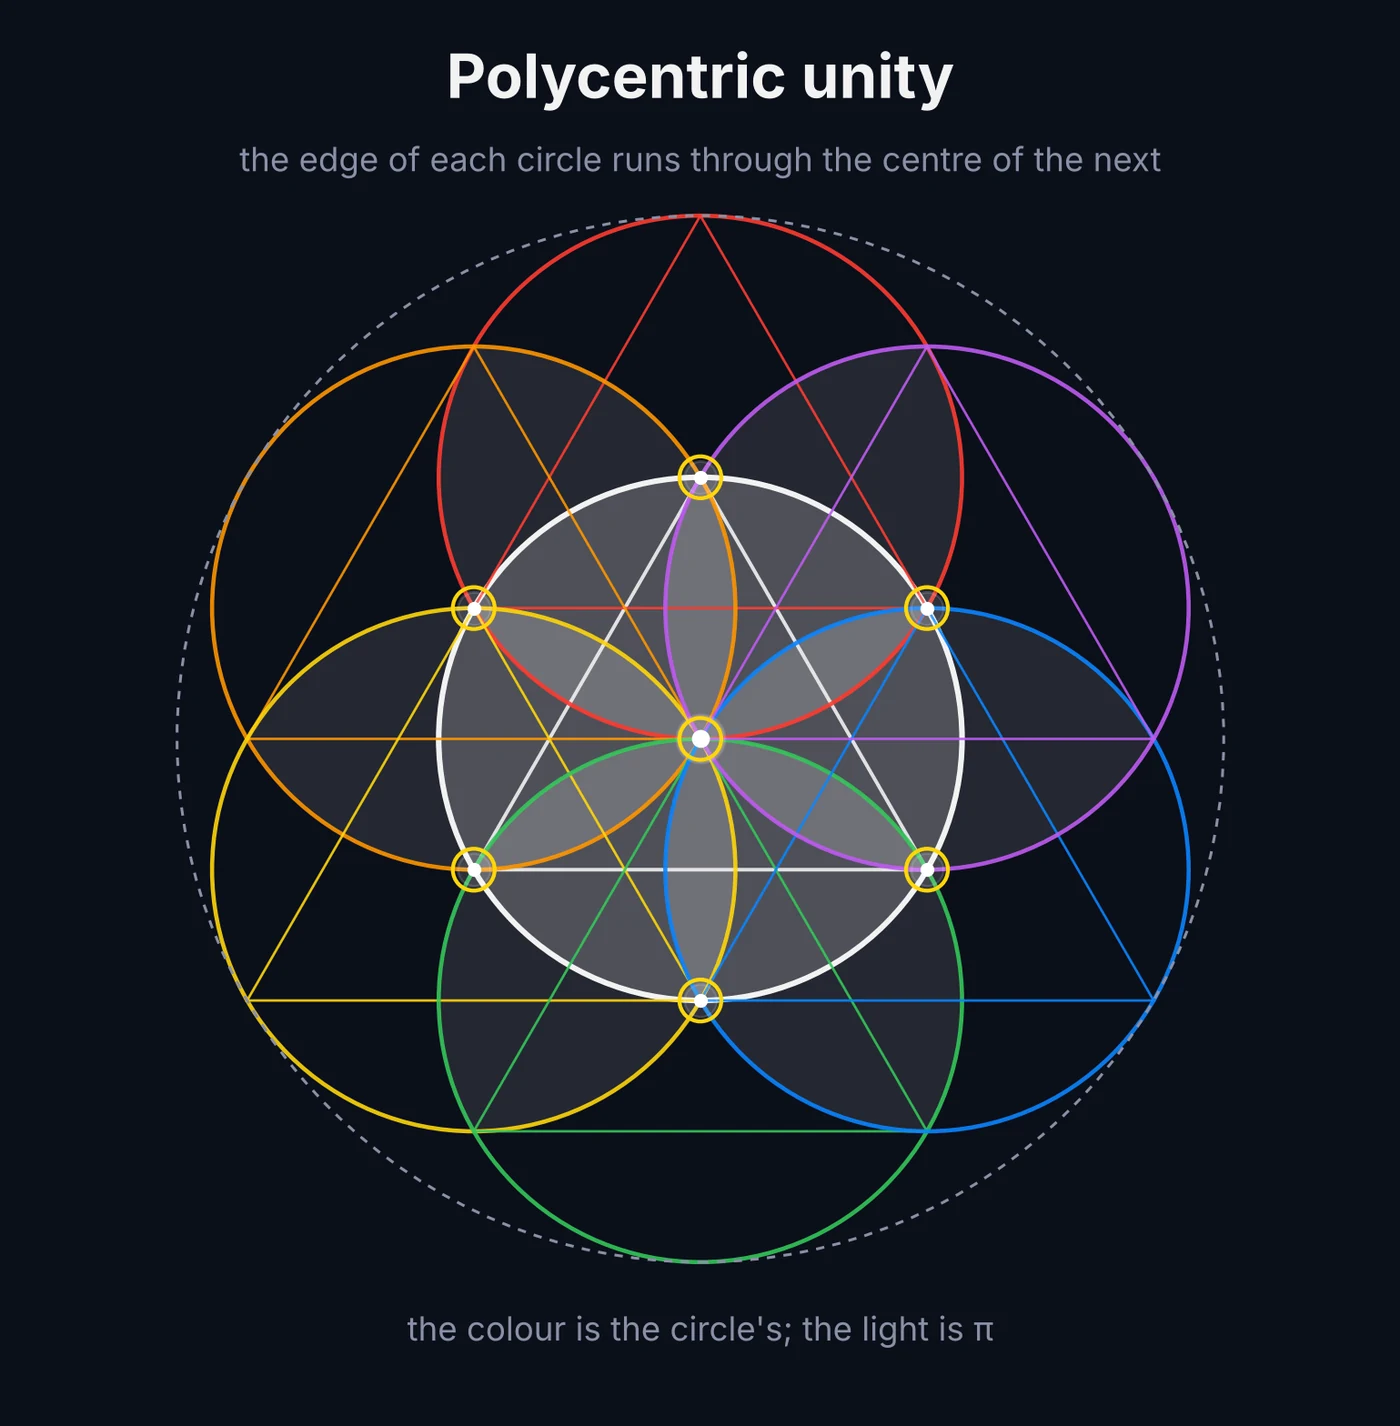 Polycentric unity
the edge of each circle runs through the centre of the next
the colour is the circle's; the light is π